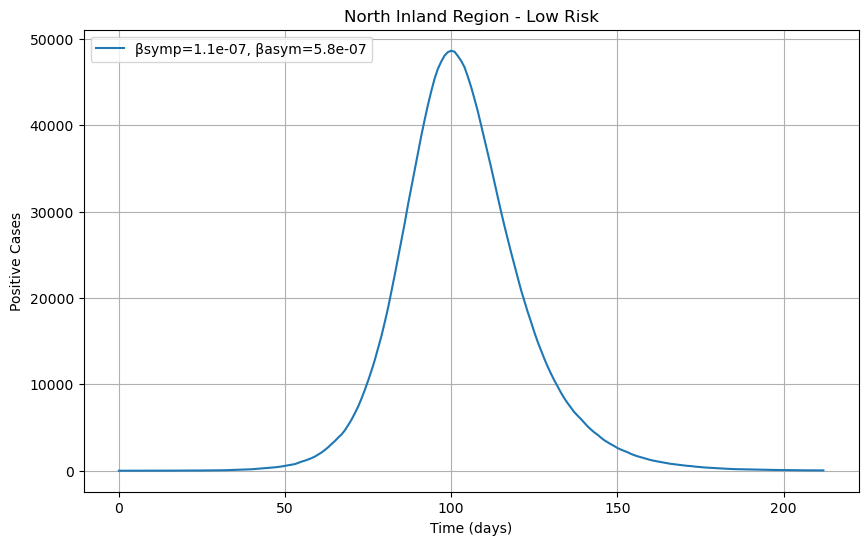 North Inland Region - Low Risk
βsymp=1.1e-07, βasym=5.8e-07
Positive Cases
50000
40000
30000
20000
10000
0
0 50 100 150 200
Time (days)